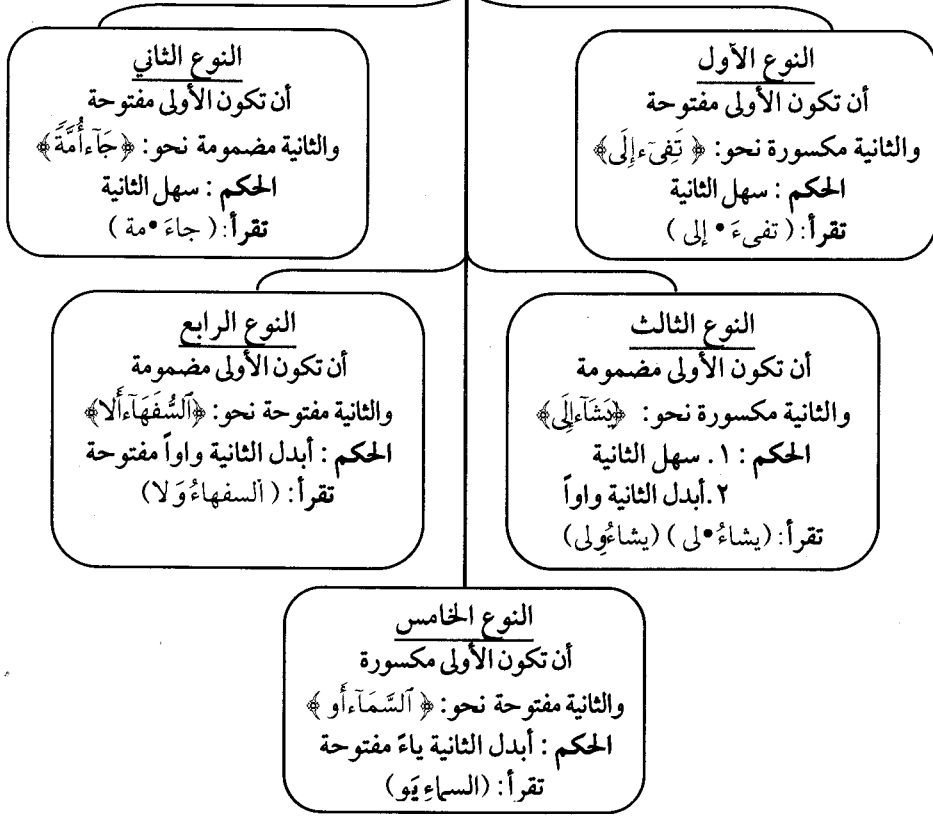 النوع الأول
أن تكون الأولى مفتوحة
والثانية مكسورة نحو: ﴿ تَفِىٓءَ إِلَى﴾
الحكم : سهل الثانية
تقرأ: ( تفىءَ • إلى )
النوع الثاني
أن تكون الأولى مفتوحة
والثانية مضمومة نحو: ﴿جَآءَ أُمَّةً﴾
الحكم : سهل الثانية
تقرأ: ( جاءَ •مة )
النوع الثالث
أن تكون الأولى مضمومة
والثانية مكسورة نحو: ﴿يَشَآءُ إِلَى﴾
الحكم : ١. سهل الثانية
٢.أبدل الثانية واواً
تقرأ: (يشاءُ •لى ) (يشاءُوِلى)
النوع الرابع
أن تكون الأولى مضمومة
والثانية مفتوحة نحو: ﴿ٱلسُّفَهَآءُ أَلَا﴾
الحكم : أبدل الثانية واواً مفتوحة
تقرأ: ( السفهاءُ وَلا)
النوع الخامس
أن تكون الأولى مكسورة
والثانية مفتوحة نحو: ﴿ ٱلسَّمَآءِ أَو ﴾
الحكم : أبدل الثانية ياءً مفتوحة
تقرأ: (السماءِ يَو)